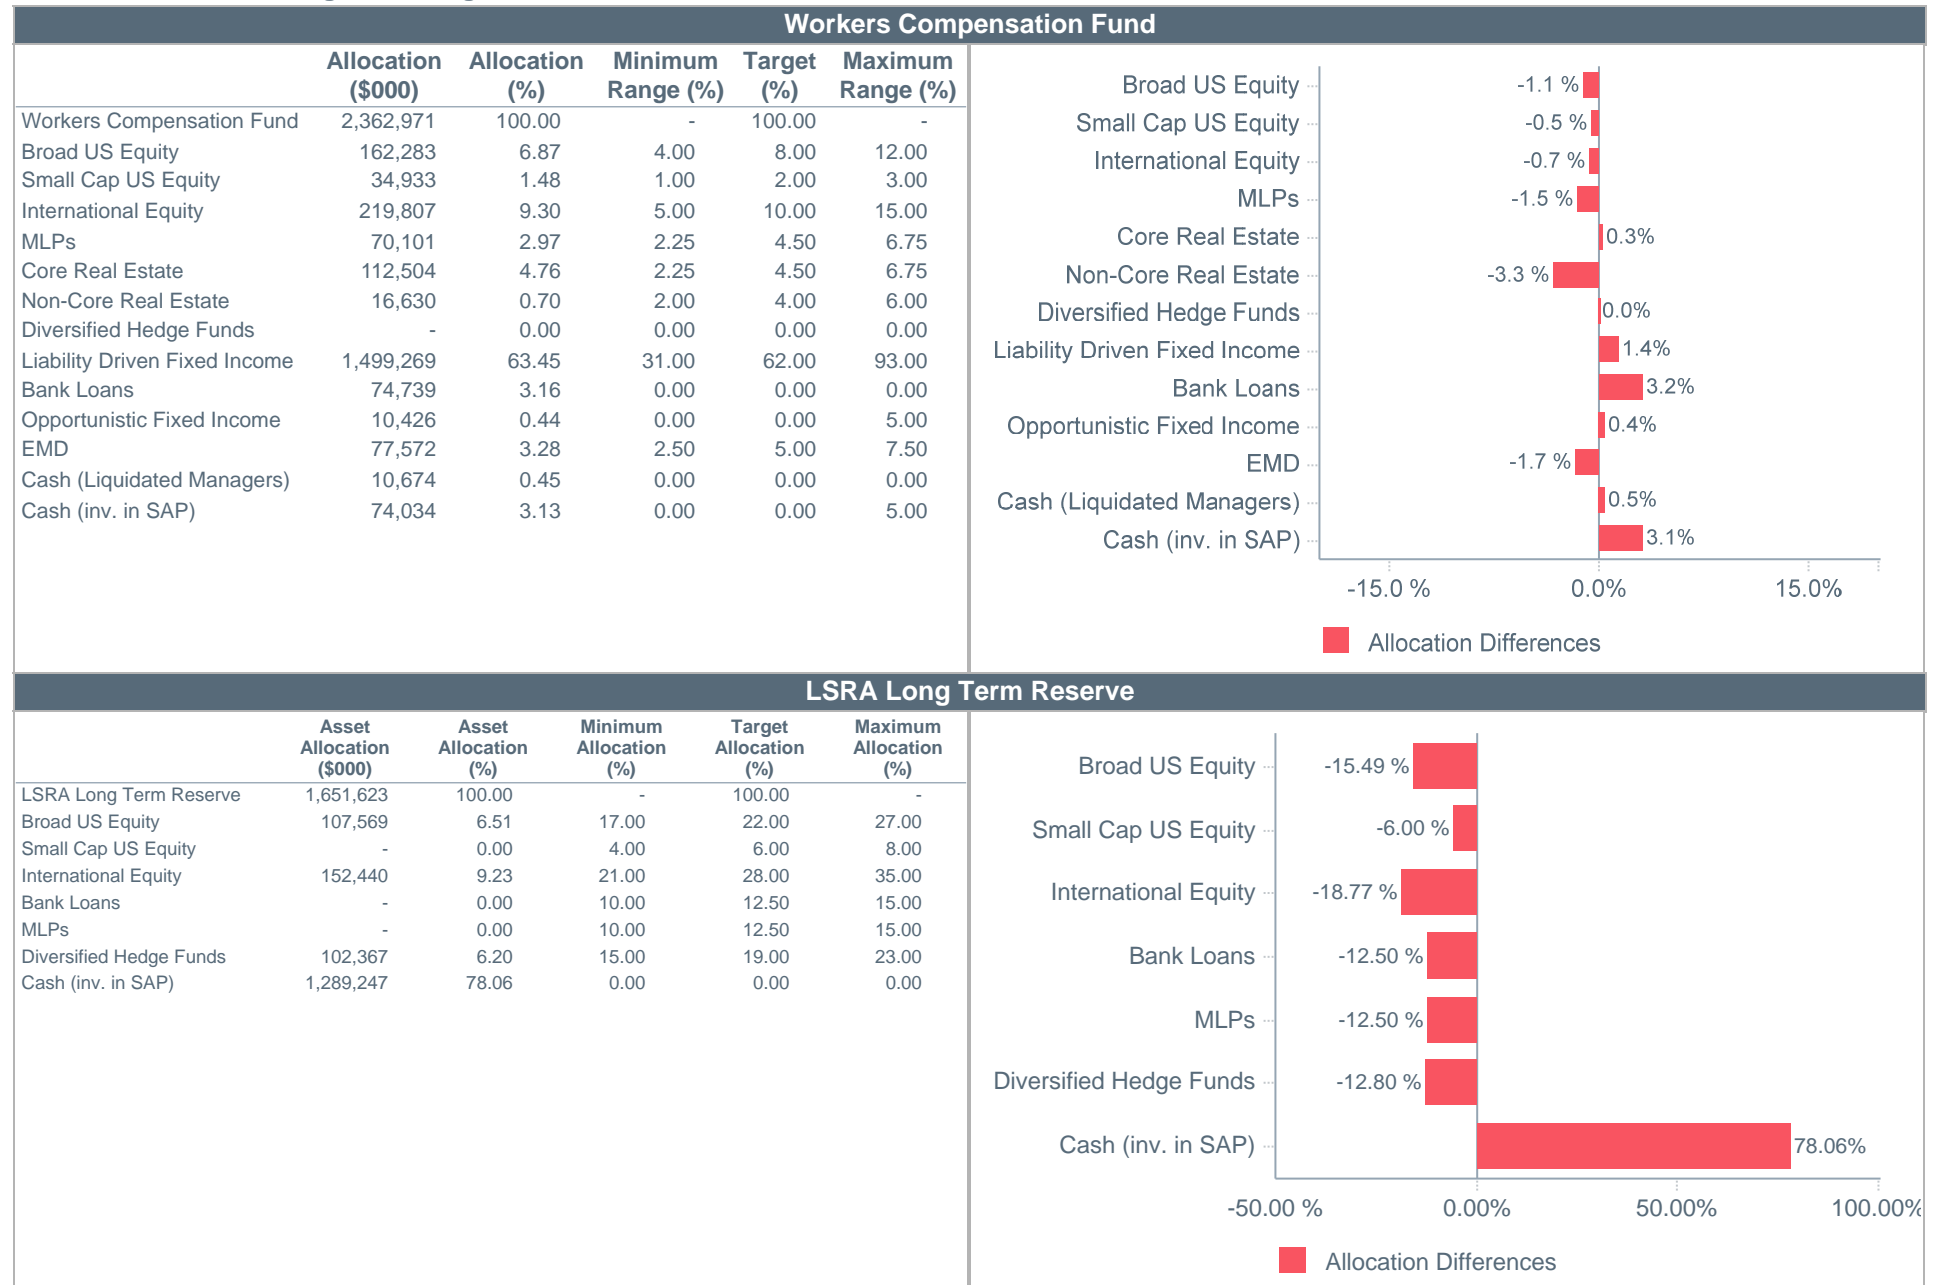 Workers Compensation Fund
Allocation ($000) Allocation (%) Minimum Range (%) Target (%) Maximum Range (%)
Workers Compensation Fund 2,362,971 100.00 - 100.00 -
Broad US Equity 162,283 6.87 4.00 8.00 12.00
Small Cap US Equity 34,933 1.48 1.00 2.00 3.00
International Equity 219,807 9.30 5.00 10.00 15.00
MLPs 70,101 2.97 2.25 4.50 6.75
Core Real Estate 112,504 4.76 2.25 4.50 6.75
Non-Core Real Estate 16,630 0.70 2.00 4.00 6.00
Diversified Hedge Funds - 0.00 0.00 0.00 0.00
Liability Driven Fixed Income 1,499,269 63.45 31.00 62.00 93.00
Bank Loans 74,739 3.16 0.00 0.00 0.00
Opportunistic Fixed Income 10,426 0.44 0.00 0.00 5.00
EMD 77,572 3.28 2.50 5.00 7.50
Cash (Liquidated Managers) 10,674 0.45 0.00 0.00 0.00
Cash (inv. in SAP) 74,034 3.13 0.00 0.00 5.00
Broad US Equity -1.1 %
Small Cap US Equity -0.5 %
International Equity -0.7 %
MLPs -1.5 %
Core Real Estate 0.3%
Non-Core Real Estate -3.3 %
Diversified Hedge Funds 0.0%
Liability Driven Fixed Income 1.4%
Bank Loans 3.2%
Opportunistic Fixed Income 0.4%
EMD -1.7 %
Cash (Liquidated Managers) 0.5%
Cash (inv. in SAP) 3.1%
-15.0 % 0.0% 15.0%
Allocation Differences
LSRA Long Term Reserve
Asset Allocation ($000) Asset Allocation (%) Minimum Allocation (%) Target Allocation (%) Maximum Allocation (%)
LSRA Long Term Reserve 1,651,623 100.00 - 100.00 -
Broad US Equity 107,569 6.51 17.00 22.00 27.00
Small Cap US Equity - 0.00 4.00 6.00 8.00
International Equity 152,440 9.23 21.00 28.00 35.00
Bank Loans - 0.00 10.00 12.50 15.00
MLPs - 0.00 10.00 12.50 15.00
Diversified Hedge Funds 102,367 6.20 15.00 19.00 23.00
Cash (inv. in SAP) 1,289,247 78.06 0.00 0.00 0.00
Broad US Equity -15.49 %
Small Cap US Equity -6.00 %
International Equity -18.77 %
Bank Loans -12.50 %
MLPs -12.50 %
Diversified Hedge Funds -12.80 %
Cash (inv. in SAP) 78.06%
-50.00 % 0.00% 50.00% 100.00%
Allocation Differences